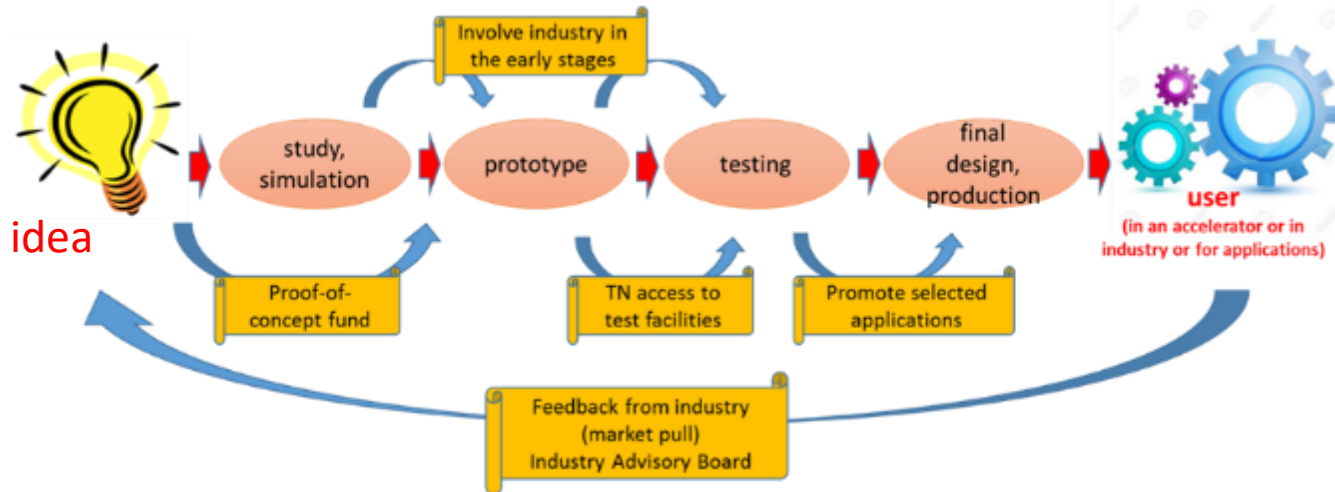 Involve industry in
the early stages
idea
study,
simulation
prototype
testing
final
design,
production
user
(in an accelerator or in
industry or for applications)
Proof-of-
concept fund
TN access to
test facilities
Promote selected
applications
Feedback from industry
(market pull)
Industry Advisory Board